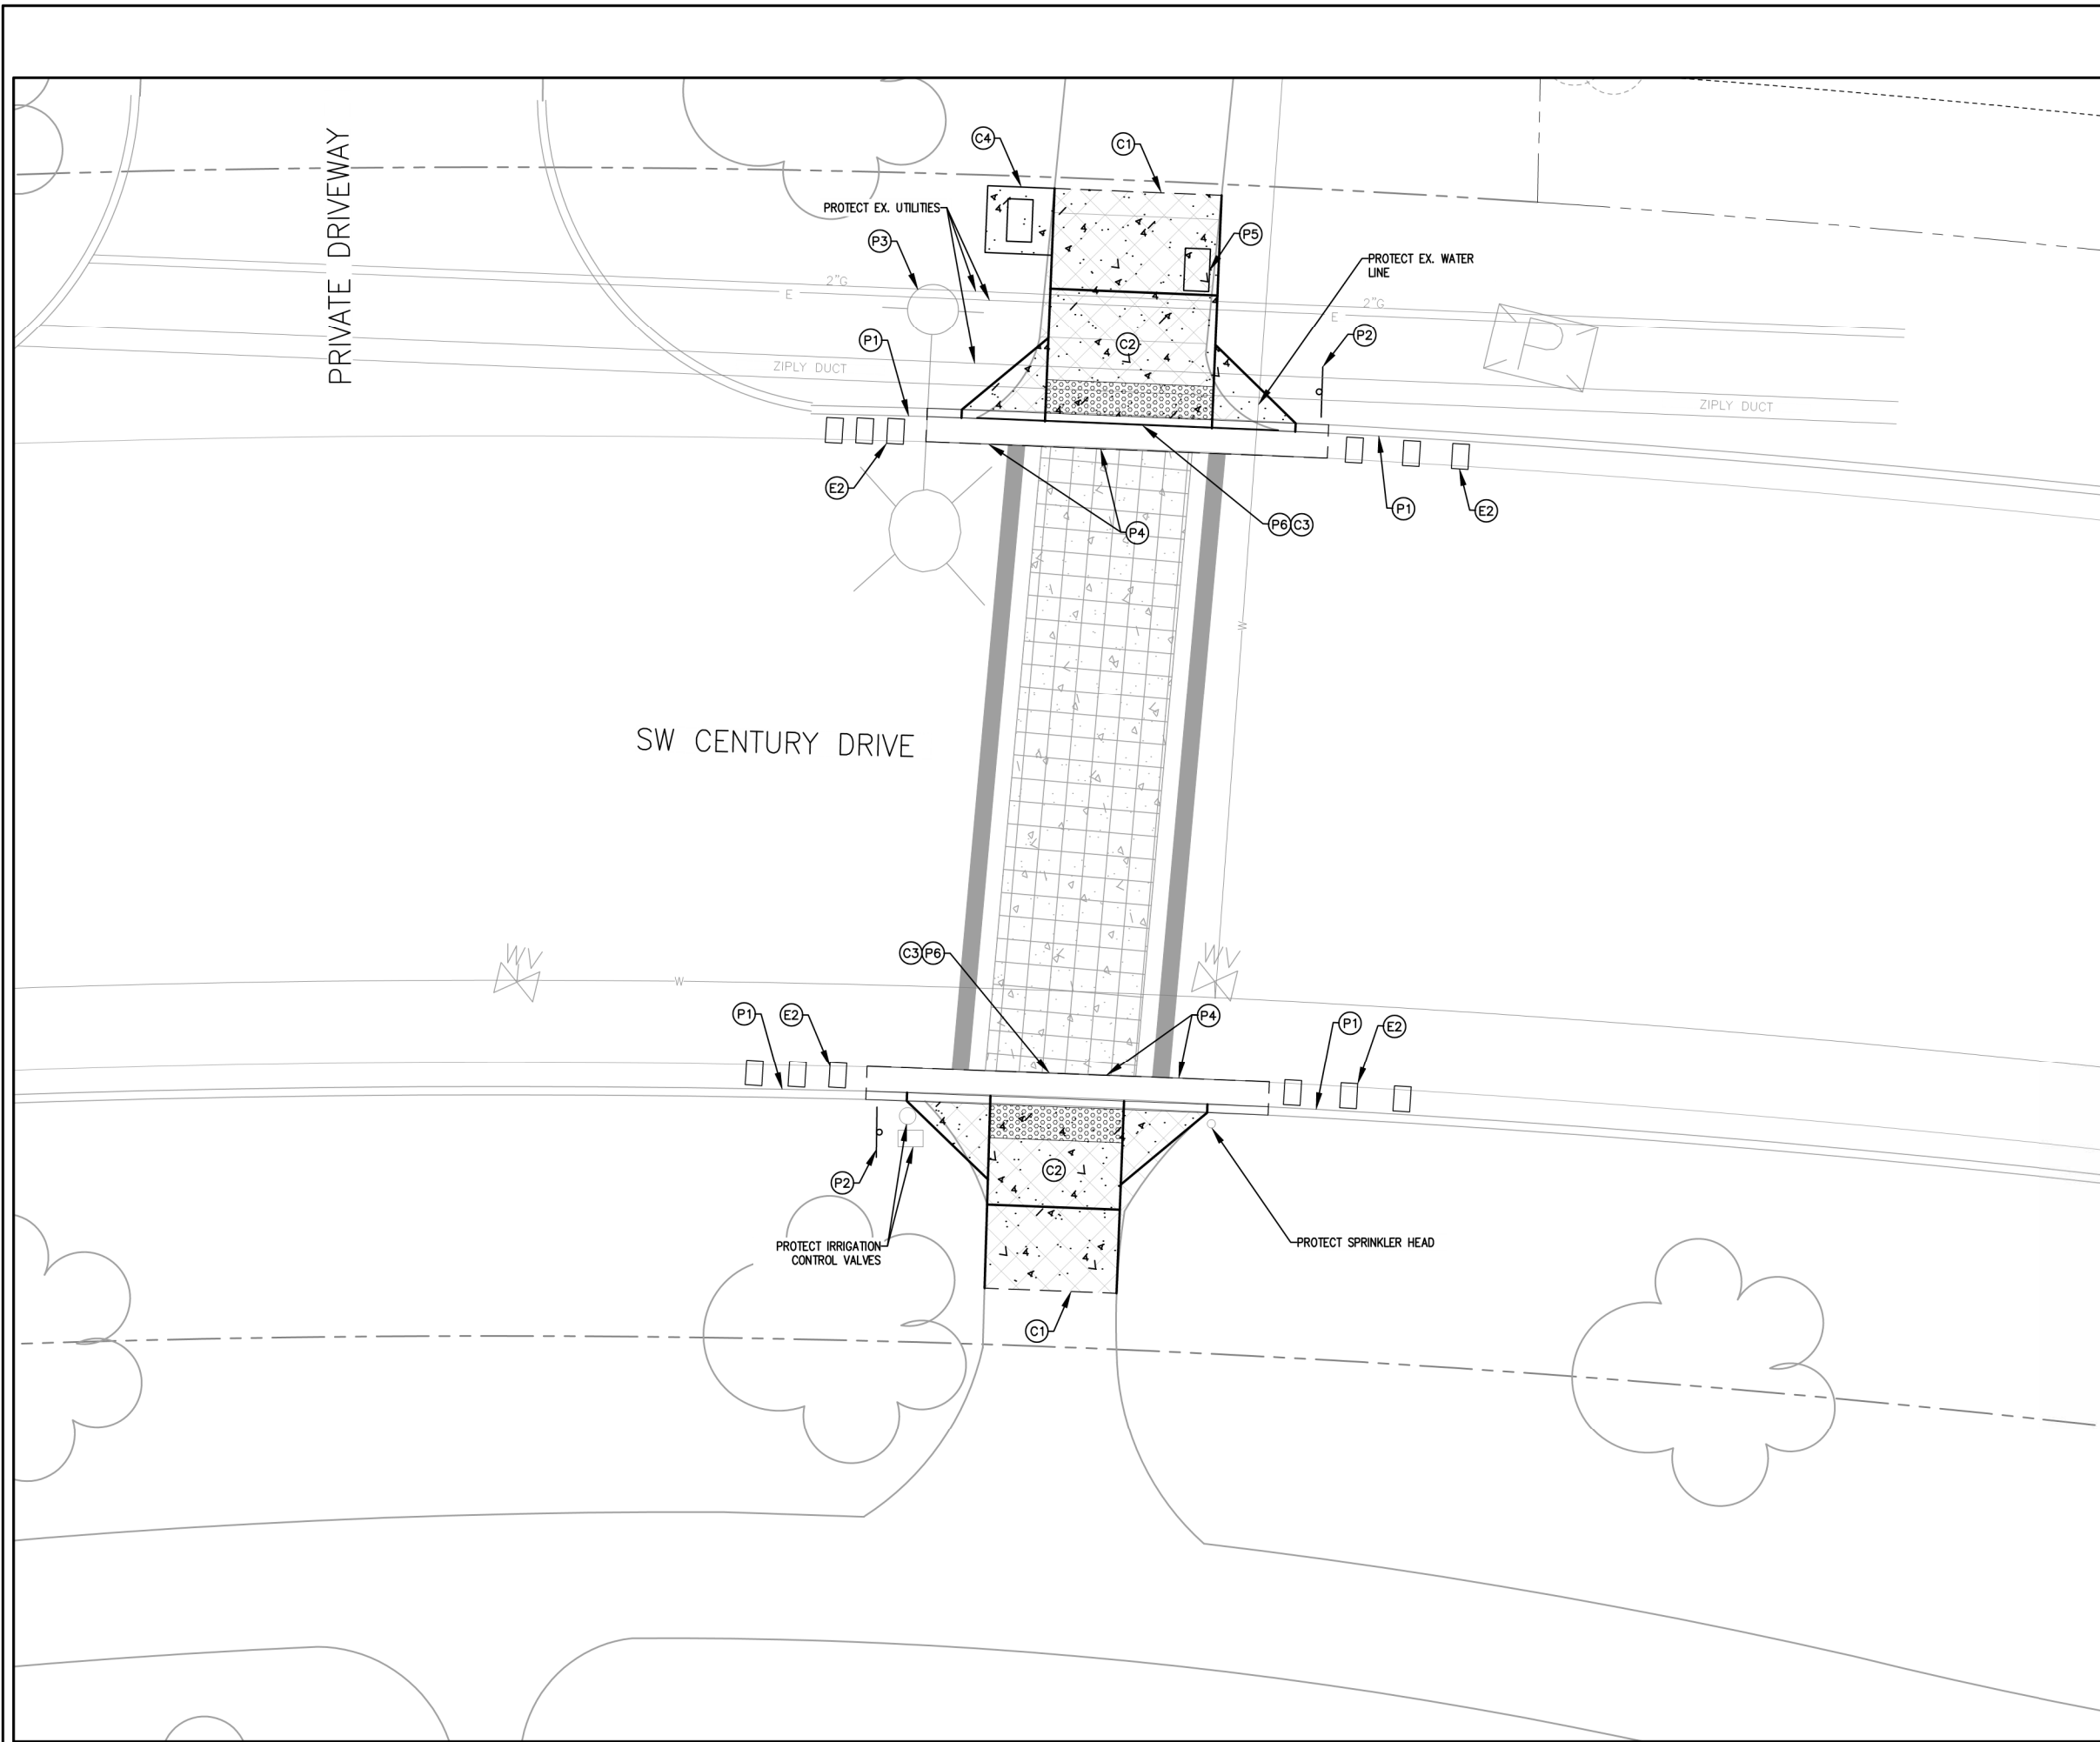 PRIVATE DRIVEWAY
C4
C1
PROTECT EX. UTILITIES
P3
P5
PROTECT EX. WATER
LINE
2"G
E
2"G
E
P
P1
C2
P2
ZIPLY DUCT
ZIPLY DUCT
E2
P4
P6 C3
P1
E2
W
SW CENTURY DRIVE
C3 P6
WV
W
WV
P1
E2
P4
P1
E2
P2
C2
PROTECT IRRIGATION
CONTROL VALVES
PROTECT SPRINKLER HEAD
C1